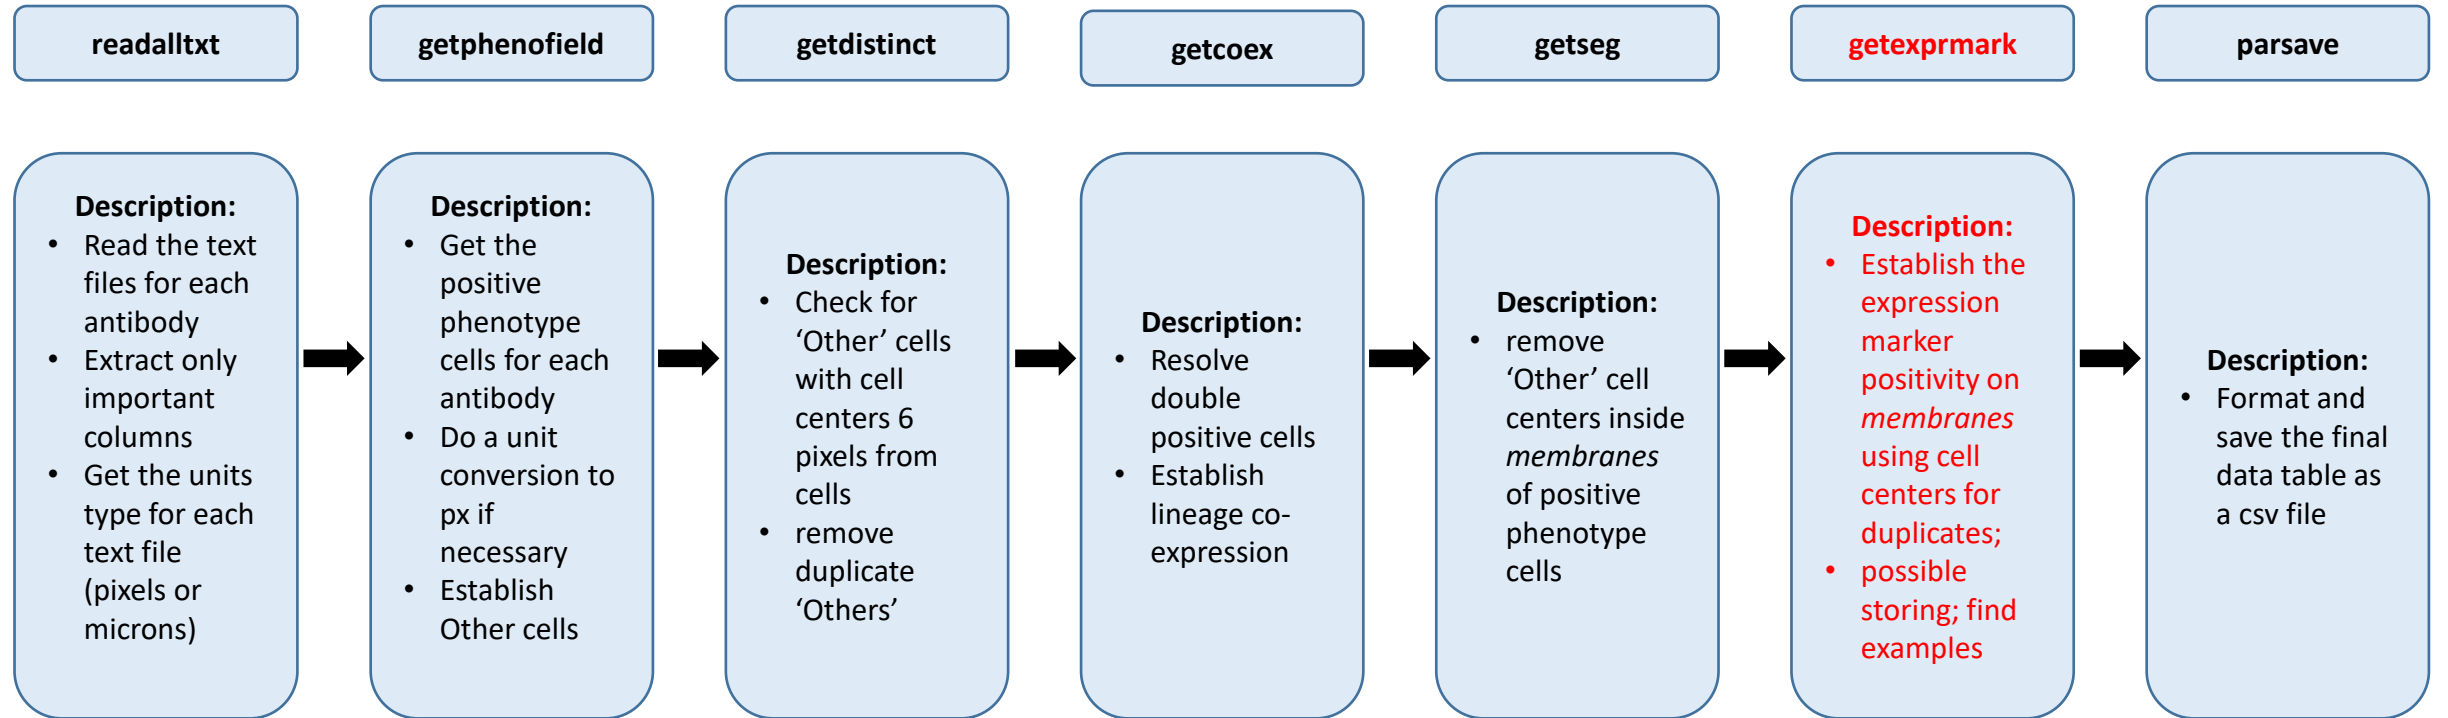 readalltxt
getphenofield
getdistinct
getcoex
getseg
getexprmark
parsave
Description:
• Read the text
files for each
antibody
• Extract only
important
columns
• Get the units
type for each
text file
(pixels or
microns)
Description:
• Get the
positive
phenotype
cells for each
antibody
• Do a unit
conversion to
px if
necessary
• Establish
Other cells
Description:
• Check for
‘Other’ cells
with cell
centers 6
pixels from
cells
• remove
duplicate
‘Others’
Description:
• Resolve
double
positive cells
• Establish
lineage co-
expression
Description:
• remove
‘Other’ cell
centers inside
membranes
of positive
phenotype
cells
Description:
• Establish the
expression
marker
positivity on
membranes
using cell
centers for
duplicates;
• possible
storing; find
examples
Description:
• Format and
save the final
data table as
a csv file